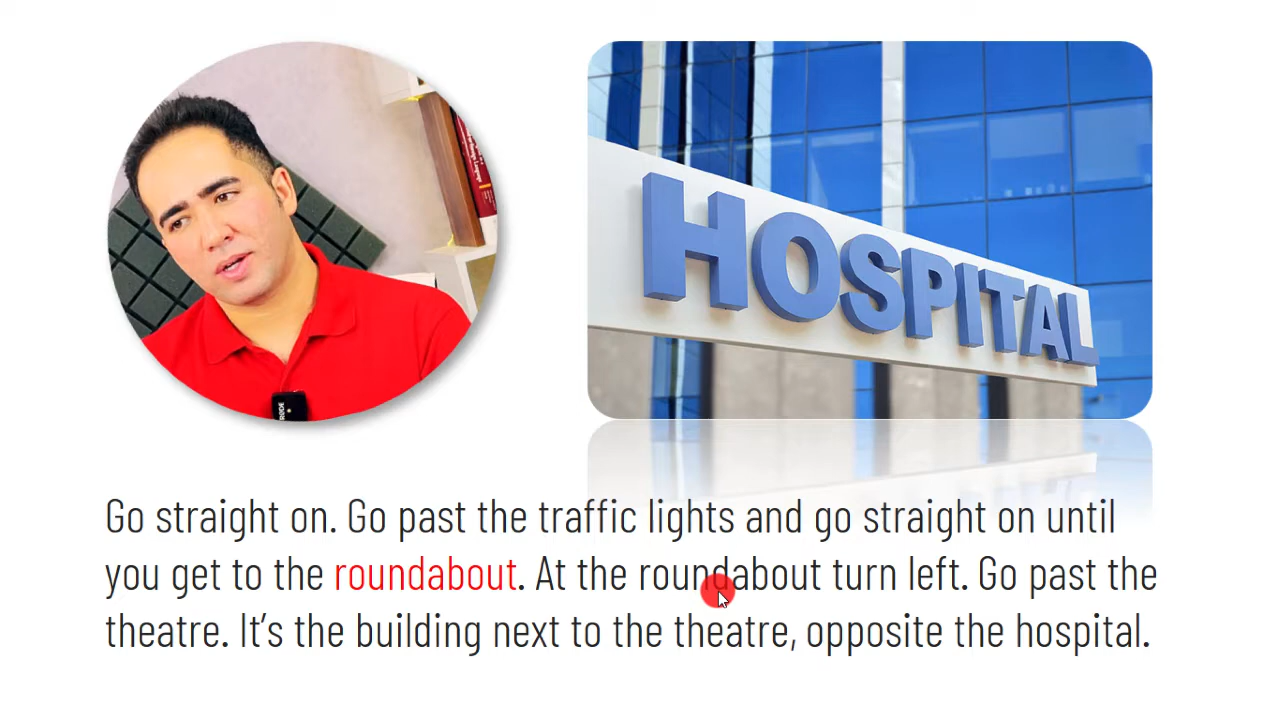 HOSPITAL
RØDE
Go straight on. Go past the traffic lights and go straight on until
you get to the roundabout. At the roundabout turn left. Go past the
theatre. It’s the building next to the theatre, opposite the hospital.